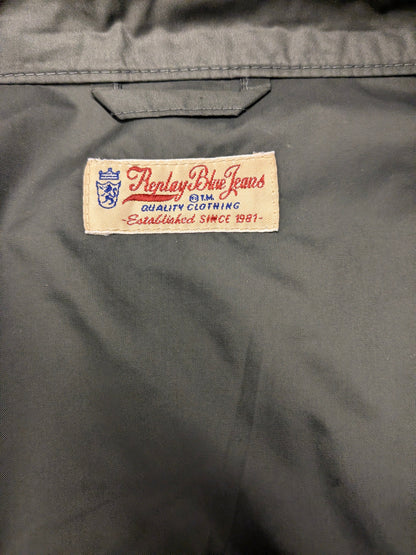 Replay Blue Jeans
® T.M.
QUALITY CLOTHING
-Established SINCE 1981-